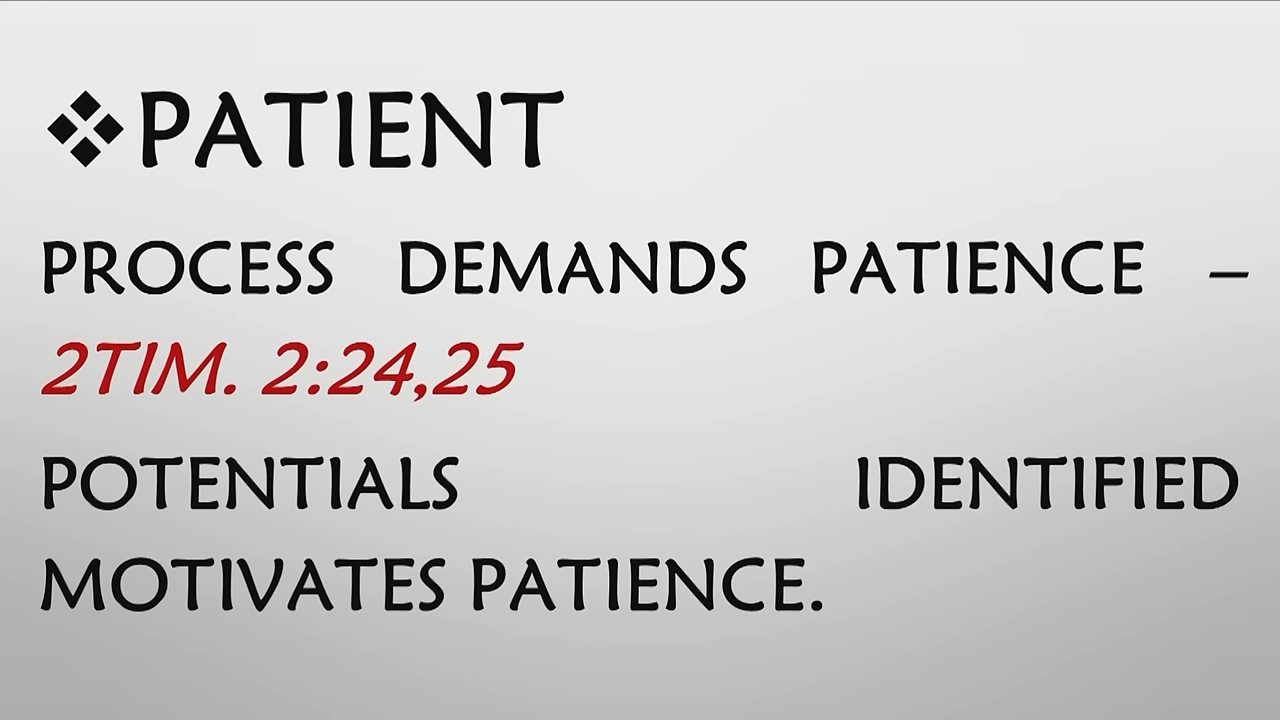 ❖PATIENT
PROCESS DEMANDS PATIENCE –
2TIM. 2:24,25
POTENTIALS IDENTIFIED
MOTIVATES PATIENCE.